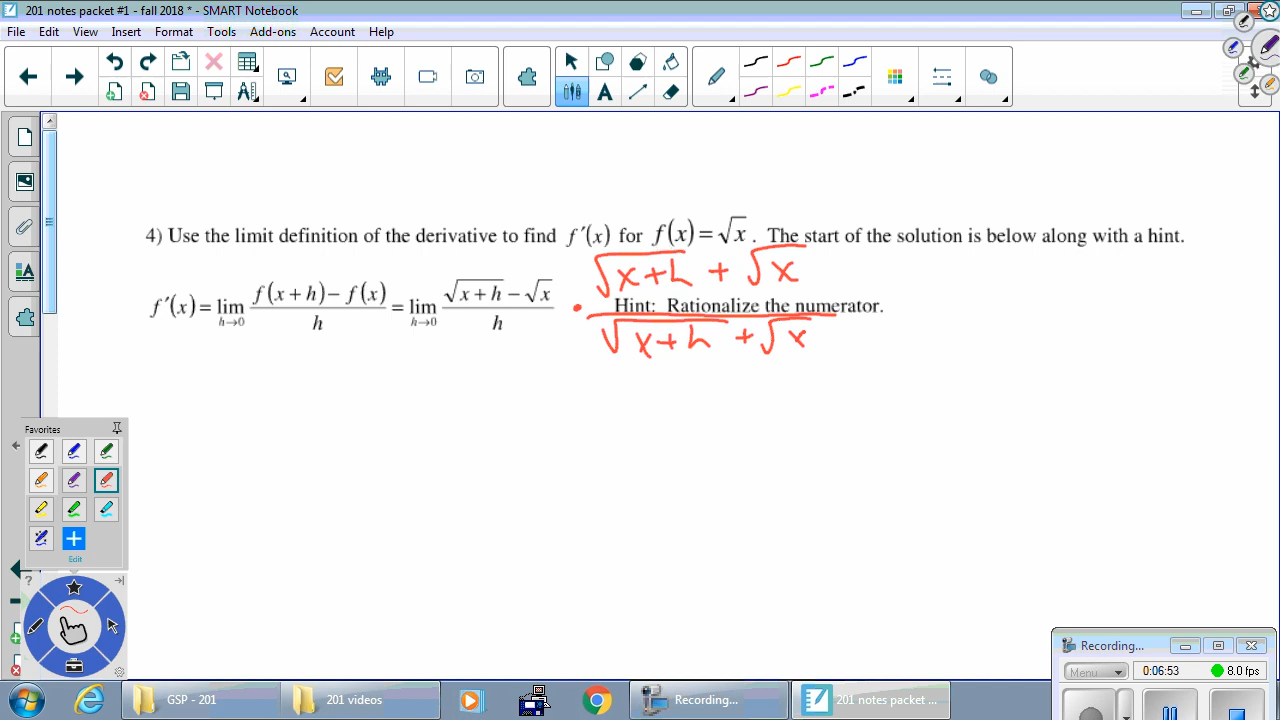 201 notes packet #1 - fall 2018 * - SMART Notebook
File Edit View Insert Format Tools Add-ons Account Help
4) Use the limit definition of the derivative to find f′(x) for f(x) = √x . The start of the solution is below along with a hint.
√x+h + √x
f′(x) = lim h→0 f(x + h) – f(x) / h = lim h→0 √x + h – √x / h • Hint: Rationalize the numerator.
√x+h + √x
Favorites
Edit
?
Recording...
Menu 0:06:53 8.0 fps
GSP - 201 201 videos Recording... 201 notes packet ...